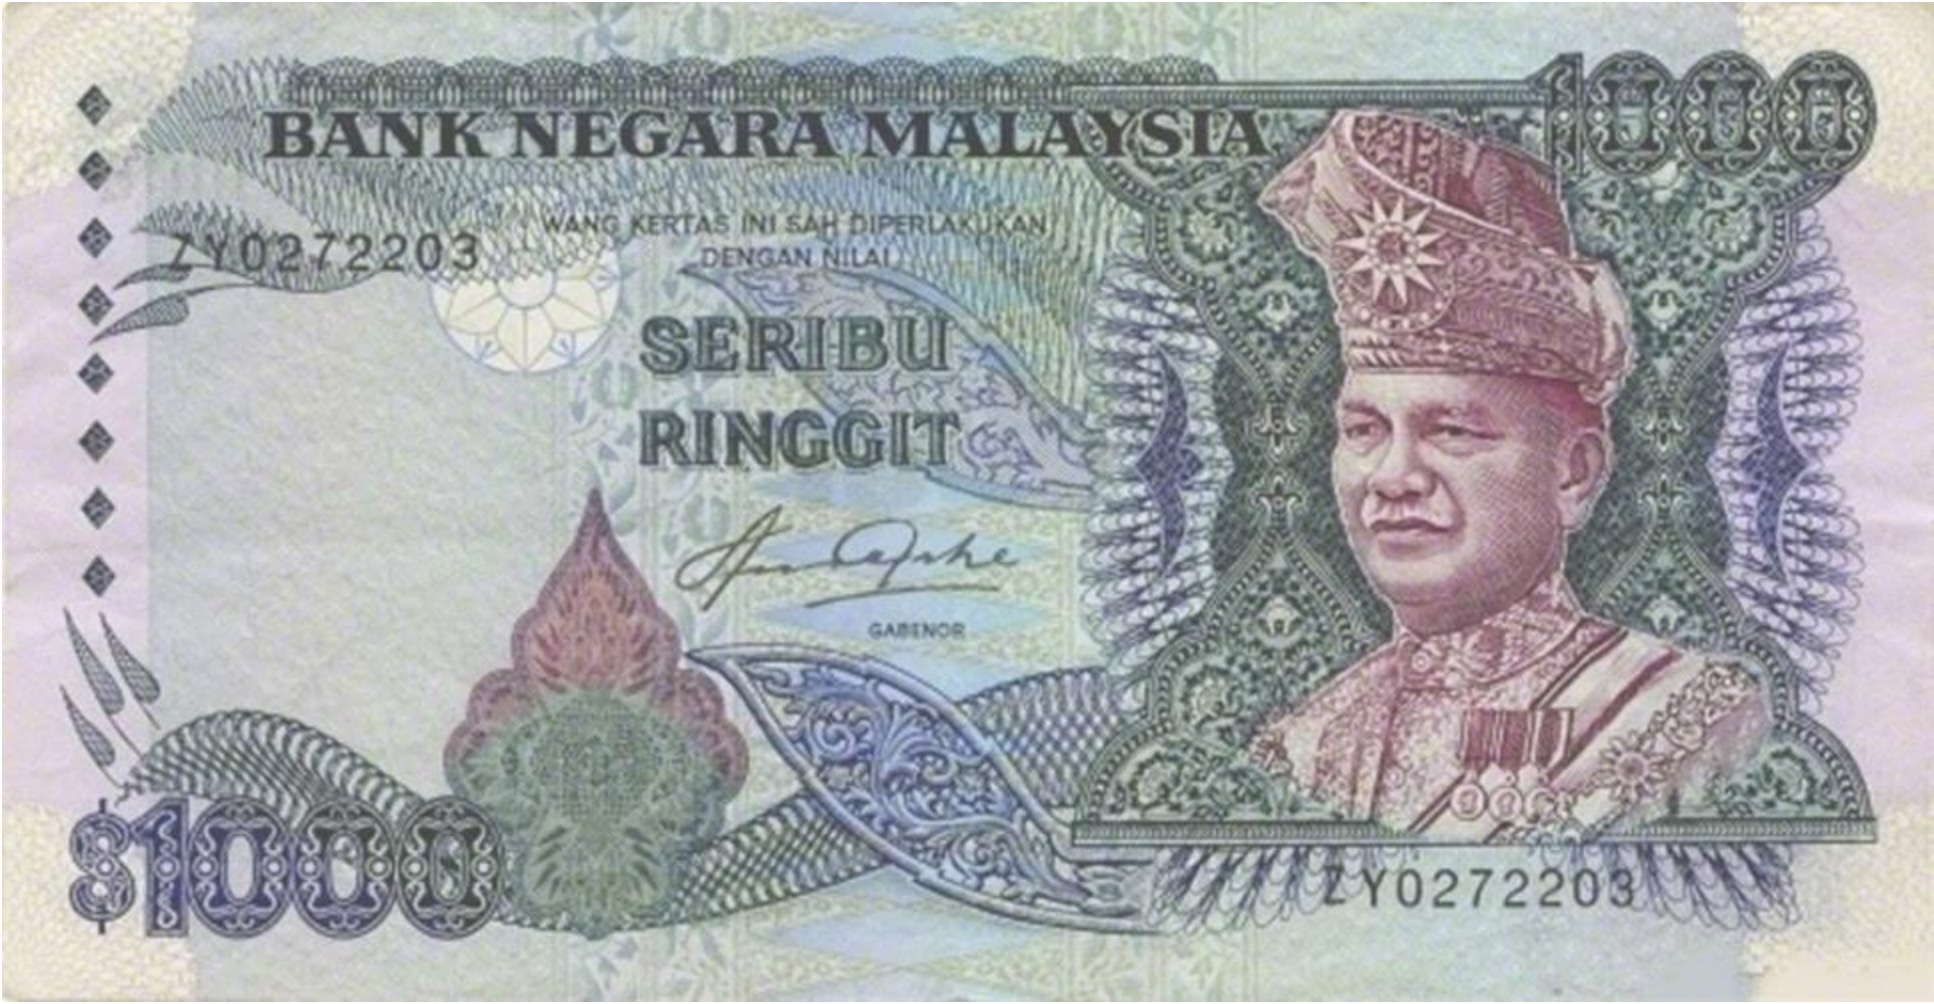 1000
BANK NEGARA MALAYSIA
WANG KERTAS INI SAH DIPERLAKUKAN
DENGAN NILAI
ZY0272203
SERIBU
RINGGIT
GABENOR
$1000
ZY0272203